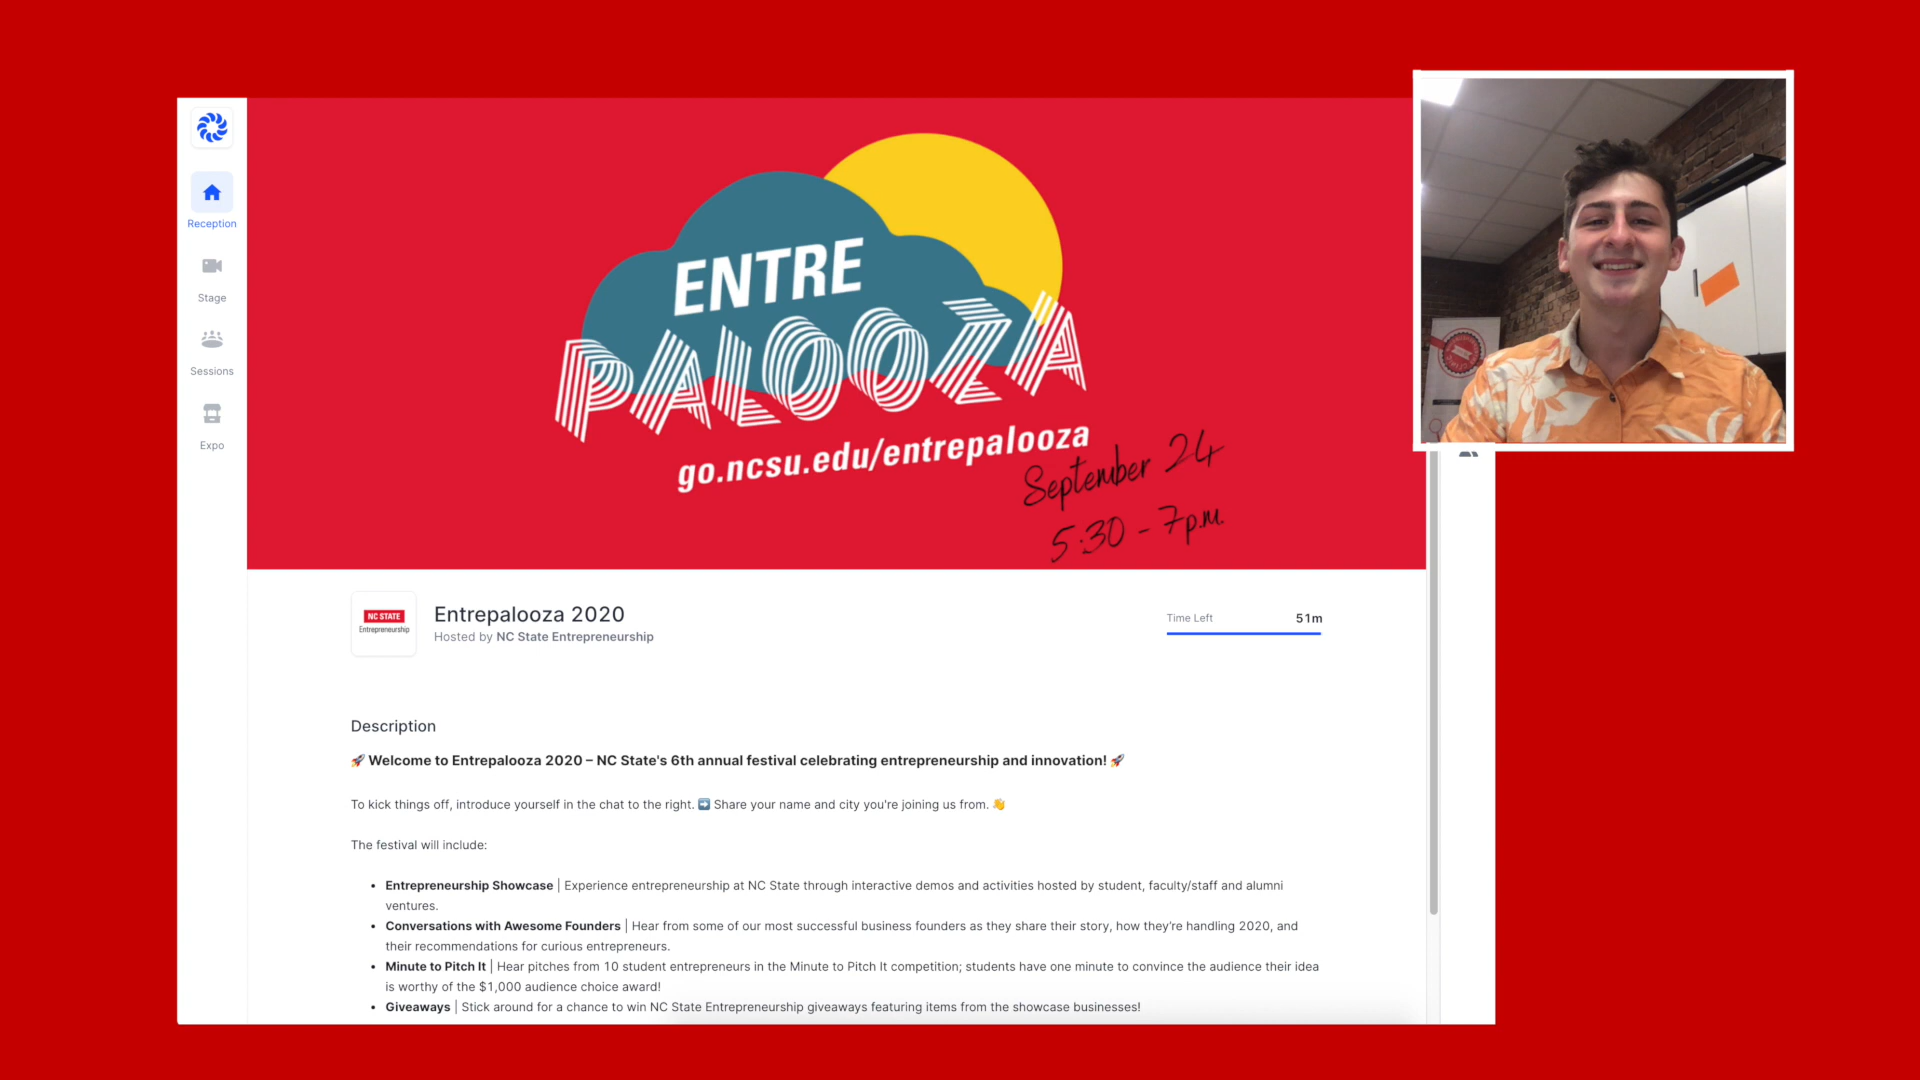 Reception
Stage
Sessions
Expo
ENTRE
PALOOZA
go.ncsu.edu/entrepalooza
September 24
5:30 - 7p.m.
NC STATE
Entrepreneurship
Entrepalooza 2020
Hosted by NC State Entrepreneurship
Time Left 51m
Description
🚀 Welcome to Entrepalooza 2020 – NC State's 6th annual festival celebrating entrepreneurship and innovation! 🚀
To kick things off, introduce yourself in the chat to the right. ➡️ Share your name and city you're joining us from. 👋
The festival will include:
• Entrepreneurship Showcase | Experience entrepreneurship at NC State through interactive demos and activities hosted by student, faculty/staff and alumni
ventures.
• Conversations with Awesome Founders | Hear from some of our most successful business founders as they share their story, how they're handling 2020, and
their recommendations for curious entrepreneurs.
• Minute to Pitch It | Hear pitches from 10 student entrepreneurs in the Minute to Pitch It competition; students have one minute to convince the audience their idea
is worthy of the $1,000 audience choice award!
• Giveaways | Stick around for a chance to win NC State Entrepreneurship giveaways featuring items from the showcase businesses!